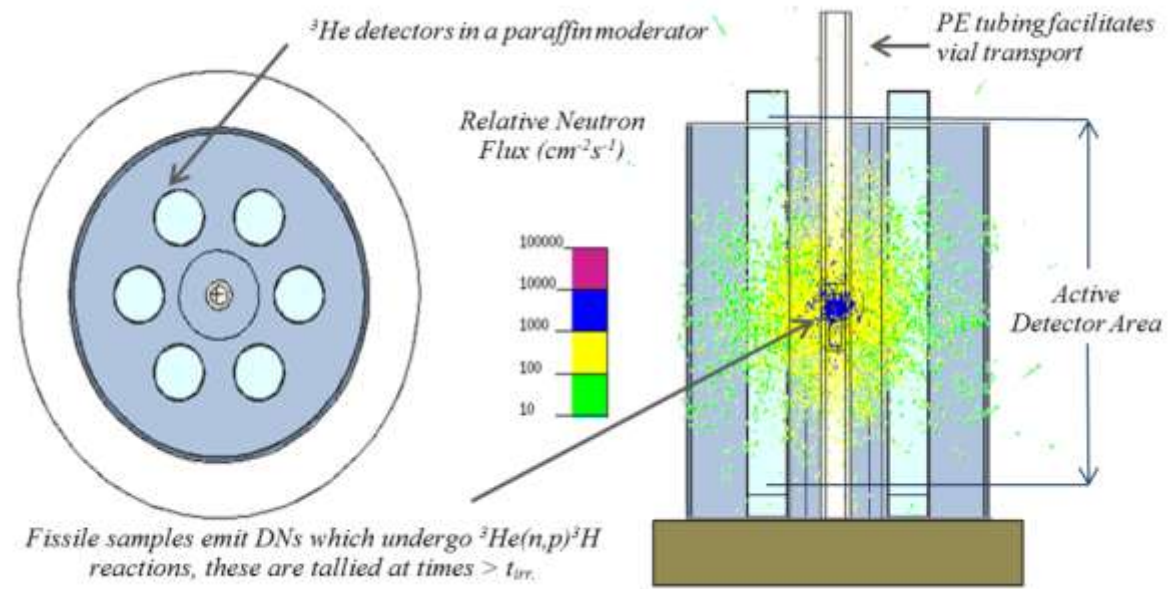 ³He detectors in a paraffin moderator
PE tubing facilitates
vial transport
Relative Neutron
Flux (cm⁻²s⁻¹)
100000
10000
1000
100
10
Active
Detector Area
Fissile samples emit DNs which undergo ³He(n,p)³H
reactions, these are tallied at times > tᵢᵣᵣ.